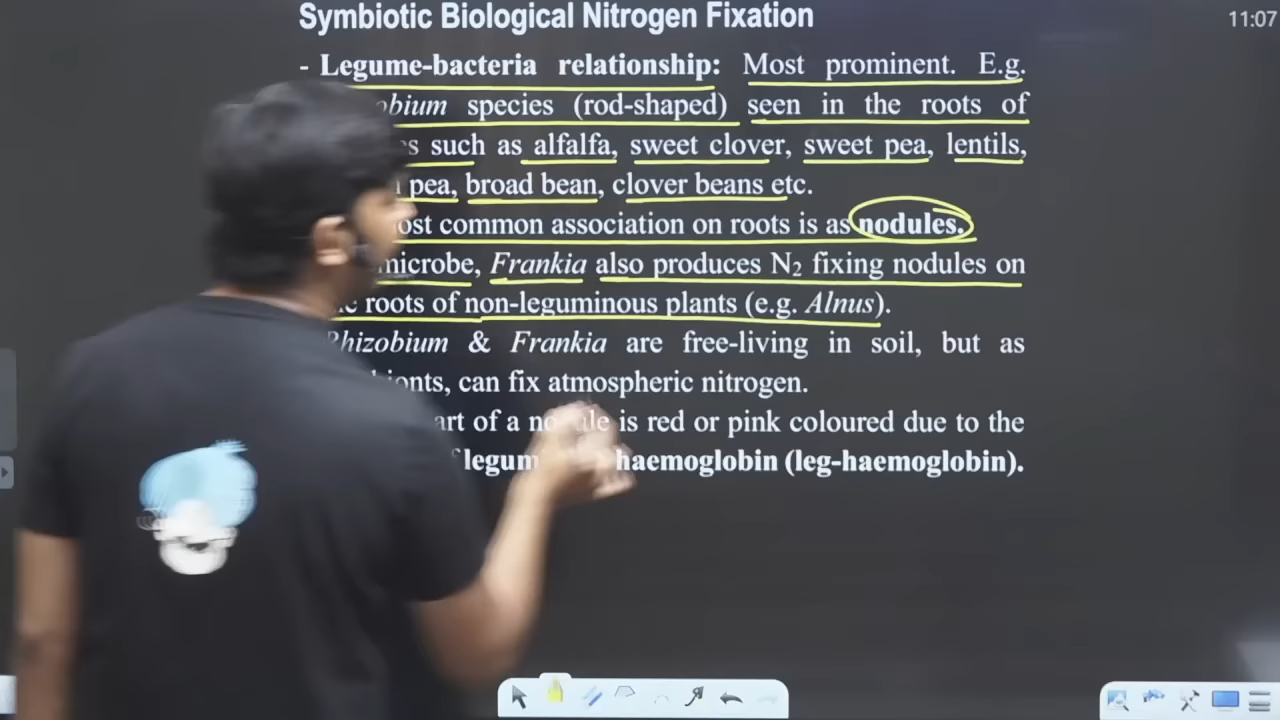 Symbiotic Biological Nitrogen Fixation
11:07
- Legume-bacteria relationship: Most prominent. E.g.
species (rod-shaped) seen in the roots of
such as alfalfa, sweet clover, sweet pea, lentils,
pea, broad bean, clover beans etc.
common association on roots is as nodules.
microbe, Frankia also produces N₂ fixing nodules on
roots of non-leguminous plants (e.g. Alnus).
Rhizobium & Frankia are free-living in soil, but as
can fix atmospheric nitrogen.
of a is red or pink coloured due to the
haemoglobin (leg-haemoglobin).